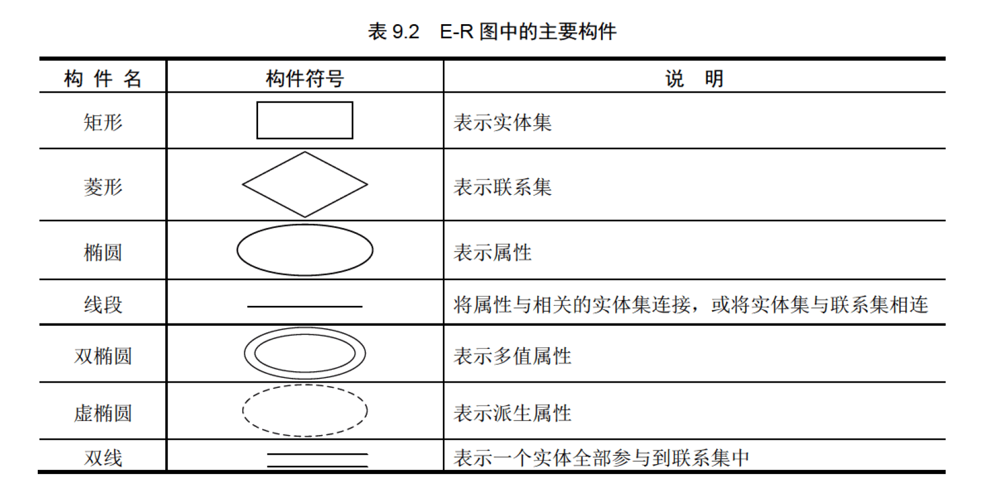 表 9.2 E-R 图中的主要构件
构 件 名 构件符号 说 明
矩形 表示实体集
菱形 表示联系集
椭圆 表示属性
线段 将属性与相关的实体集连接，或将实体集与联系集相连
双椭圆 表示多值属性
虚椭圆 表示派生属性
双线 表示一个实体全部参与到联系集中